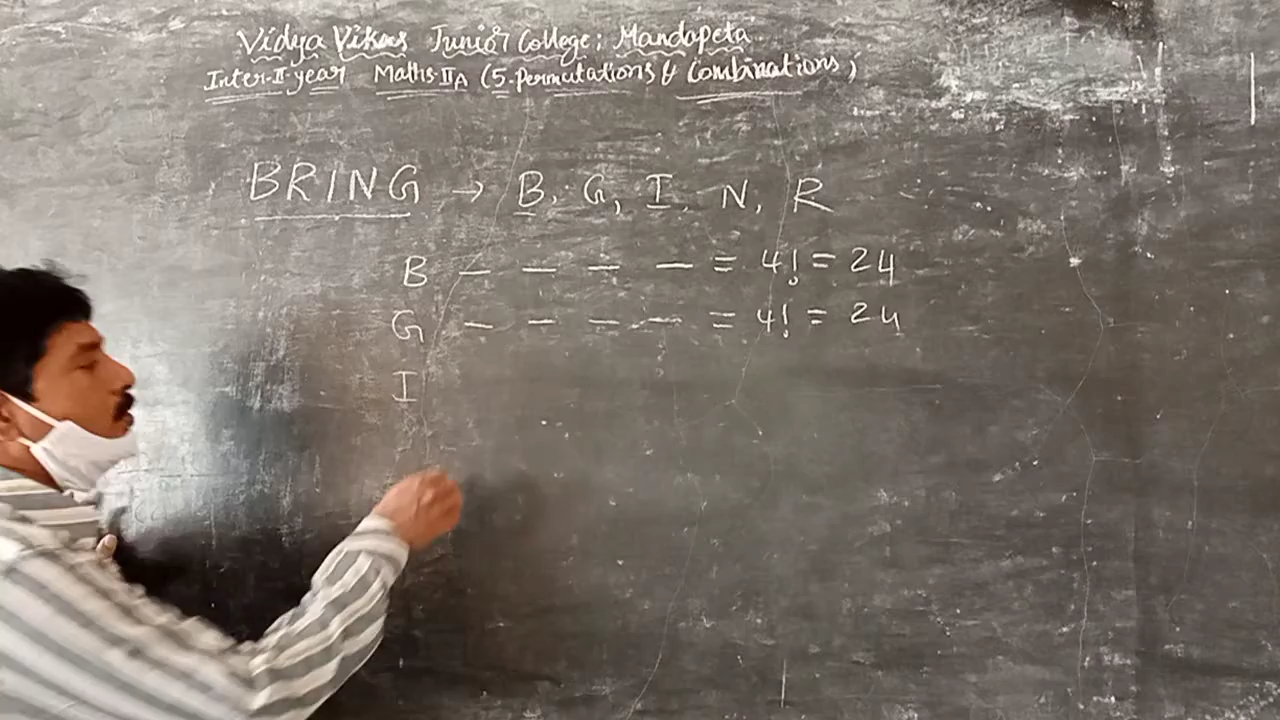 Vidya Vikas Junior College; Mandapeta
Inter-II-year Maths-IIA (5. Permutations & Combinations)
BRING → B, G, I, N, R
B — — — — = 4! = 24
G — — — — = 4! = 24
I